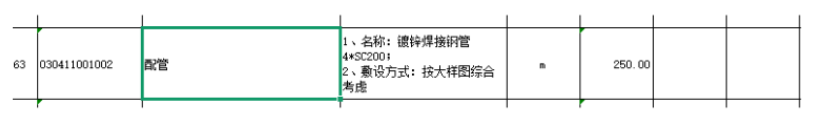 63 030411001002 配管 1、名称：镀锌焊接钢管
4*SC200；
2、敷设方式：按大样图综合
考虑 m 250.00